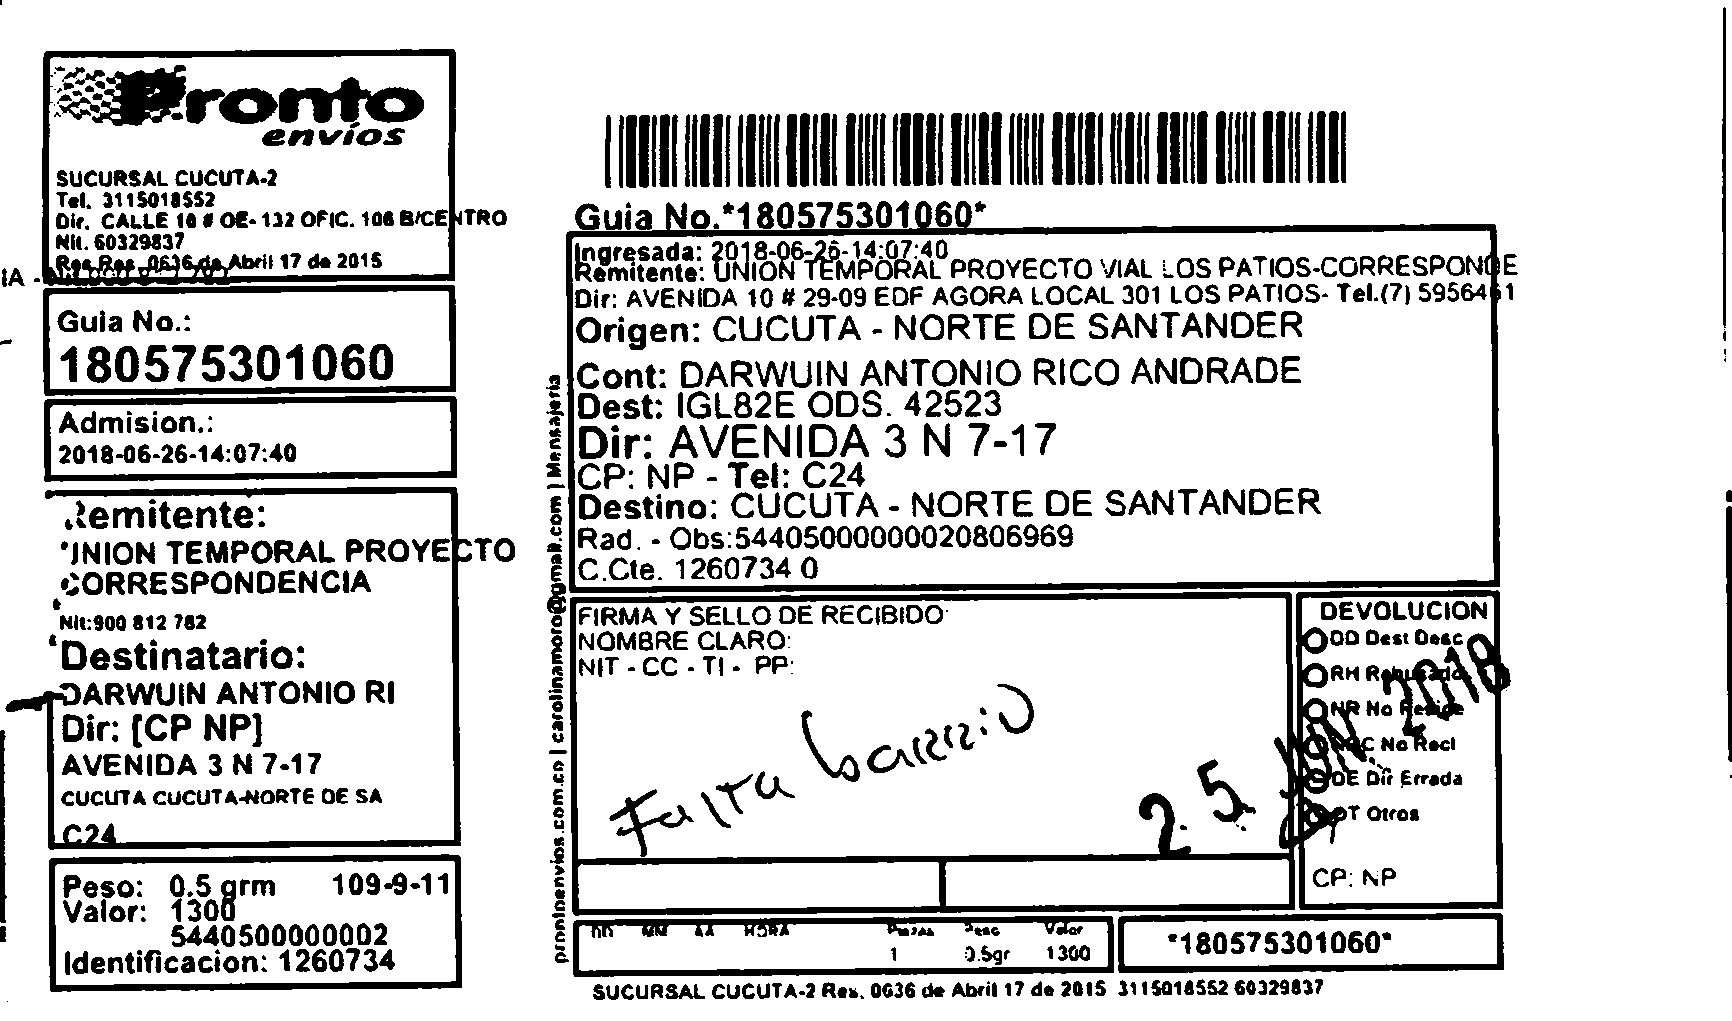 Pronto
envíos
SUCURSAL CUCUTA-2
Tel. 3115018552
Dir. CALLE 10 # OE-132 OFIC. 106 B/CENTRO
Nit. 60329837
Res.Res. 0636 de Abril 17 de 2015
Guia No.:
180575301060
Admision.:
2018-06-26-14:07:40
Remitente:
UNION TEMPORAL PROYECTO
CORRESPONDENCIA
Nit:900 812 782
Destinatario:
DARWUIN ANTONIO RI
Dir: [CP NP]
AVENIDA 3 N 7-17
CUCUTA CUCUTA-NORTE DE SA
C24
Peso: 0.5 grm 109-9-11
Valor: 1300
5440500000002
Identificacion: 1260734
Guia No.*180575301060*
Ingresada: 2018-06-26-14:07:40
Remitente: UNION TEMPORAL PROYECTO VIAL LOS PATIOS-CORRESPONDE
Dir: AVENIDA 10 # 29-09 EDF AGORA LOCAL 301 LOS PATIOS- Tel.(7) 5956461
Origen: CUCUTA - NORTE DE SANTANDER
Cont: DARWUIN ANTONIO RICO ANDRADE
Dest: IGL82E ODS. 42523
Dir: AVENIDA 3 N 7-17
CP: NP - Tel: C24
Destino: CUCUTA - NORTE DE SANTANDER
Rad. - Obs:54405000000020806969
C.Cte. 1260734 0
prontoenvios.com.co | carolinamoro@gmail.com | Mensajeria
FIRMA Y SELLO DE RECIBIDO:
NOMBRE CLARO:
NIT - CC - TI - PP:
Falta barrio
25 JUN 2018
DEVOLUCION
DD Dest Desc
RH Rehusado
NR No Reside
NRC No Recl
DE Dir Errada
OT Otros
CP: NP
DD MM AA HORA Piezas Peso Valor
1 0.5gr 1300
*180575301060*
SUCURSAL CUCUTA-2 Res. 0636 de Abril 17 de 2015 3115018552 60329837